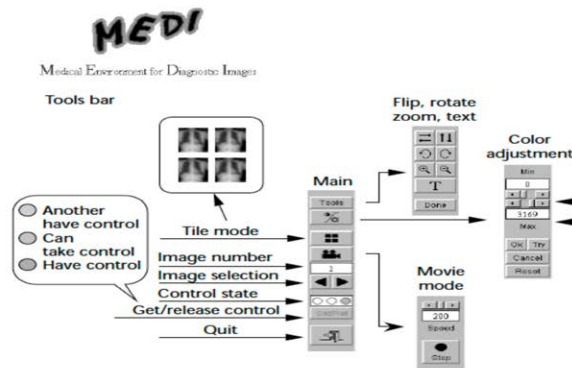 MEDI
Medical Environment for Diagnostic Images
Tools bar
Flip, rotate
zoom, text
T
Done
Color
adjustment
Min
0
3169
Max
Ok Try
Cancel
Reset
Main
Tools
1
Another
have control
Can
take control
Have control
Tile mode
Image number
Image selection
Control state
Get/release control
Quit
Movie
mode
200
Speed
Stop